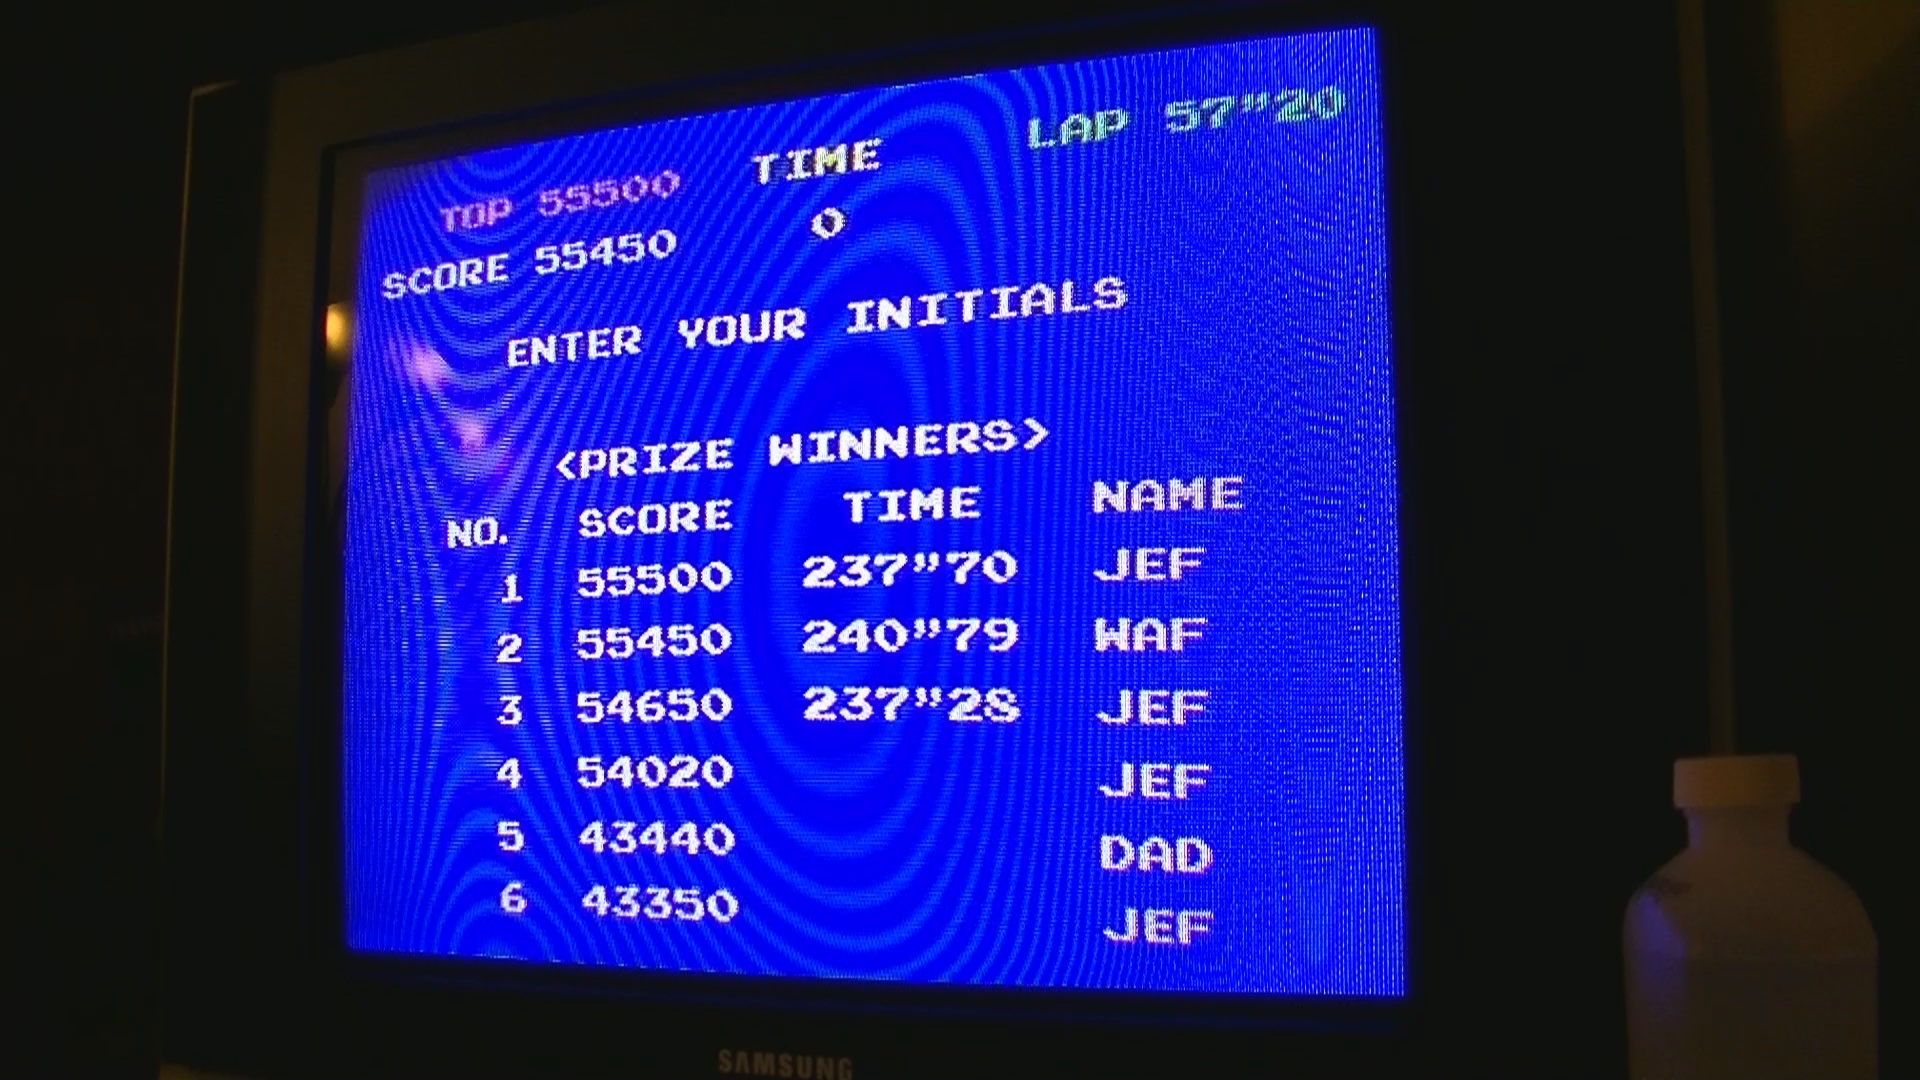 TOP 55500 TIME LAP 57"20
SCORE 55450 0
ENTER YOUR INITIALS
<PRIZE WINNERS>
NO. SCORE TIME NAME
1 55500 237"70 JEF
2 55450 240"79 WAF
3 54650 237"28 JEF
4 54020 JEF
5 43440 DAD
6 43350 JEF
SAMSUNG